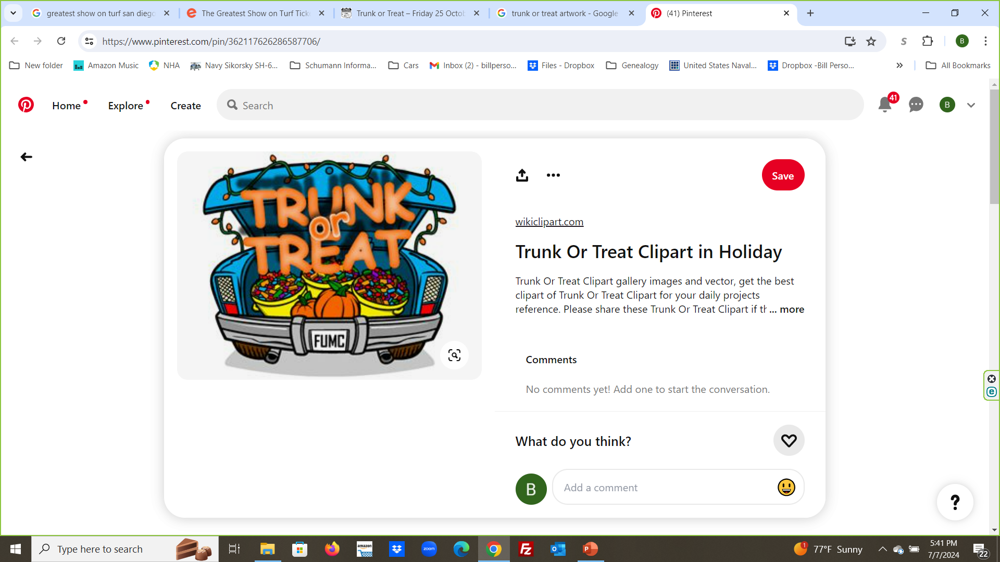 greatest show on turf san diego
The Greatest Show on Turf Ticke
Trunk or Treat – Friday 25 Octob
trunk or treat artwork - Google
(41) Pinterest
https://www.pinterest.com/pin/362117626286587706/
S
B
New folder
Amazon Music
NHA
Navy Sikorsky SH-6...
Schumann Informa...
Cars
Inbox (2) - billperso...
Files - Dropbox
Genealogy
United States Naval...
Dropbox -Bill Perso...
All Bookmarks
Home
Explore
Create
Search
41
B
TRUNK
or
TREAT
FUMC
Save
wikiclipart.com
Trunk Or Treat Clipart in Holiday
Trunk Or Treat Clipart gallery images and vector, get the best
clipart of Trunk Or Treat Clipart for your daily projects
reference. Please share these Trunk Or Treat Clipart if th ... more
Comments
No comments yet! Add one to start the conversation.
What do you think?
B
Add a comment
?
Type here to search
amazon
zoom
77°F Sunny
5:41 PM
7/7/2024
22